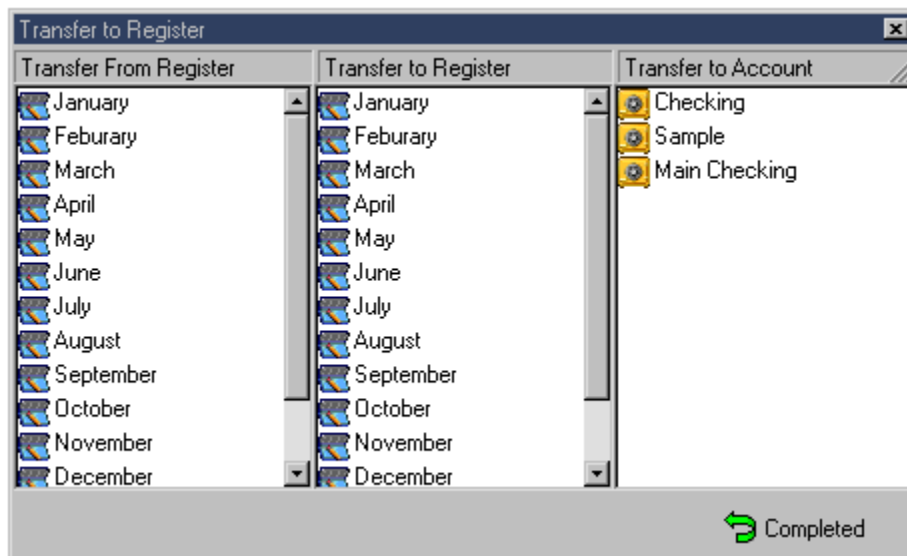 Transfer to Register
Transfer From Register
January
Feburary
March
April
May
June
July
August
September
October
November
December
Transfer to Register
January
Feburary
March
April
May
June
July
August
September
October
November
December
Transfer to Account
Checking
Sample
Main Checking
Completed